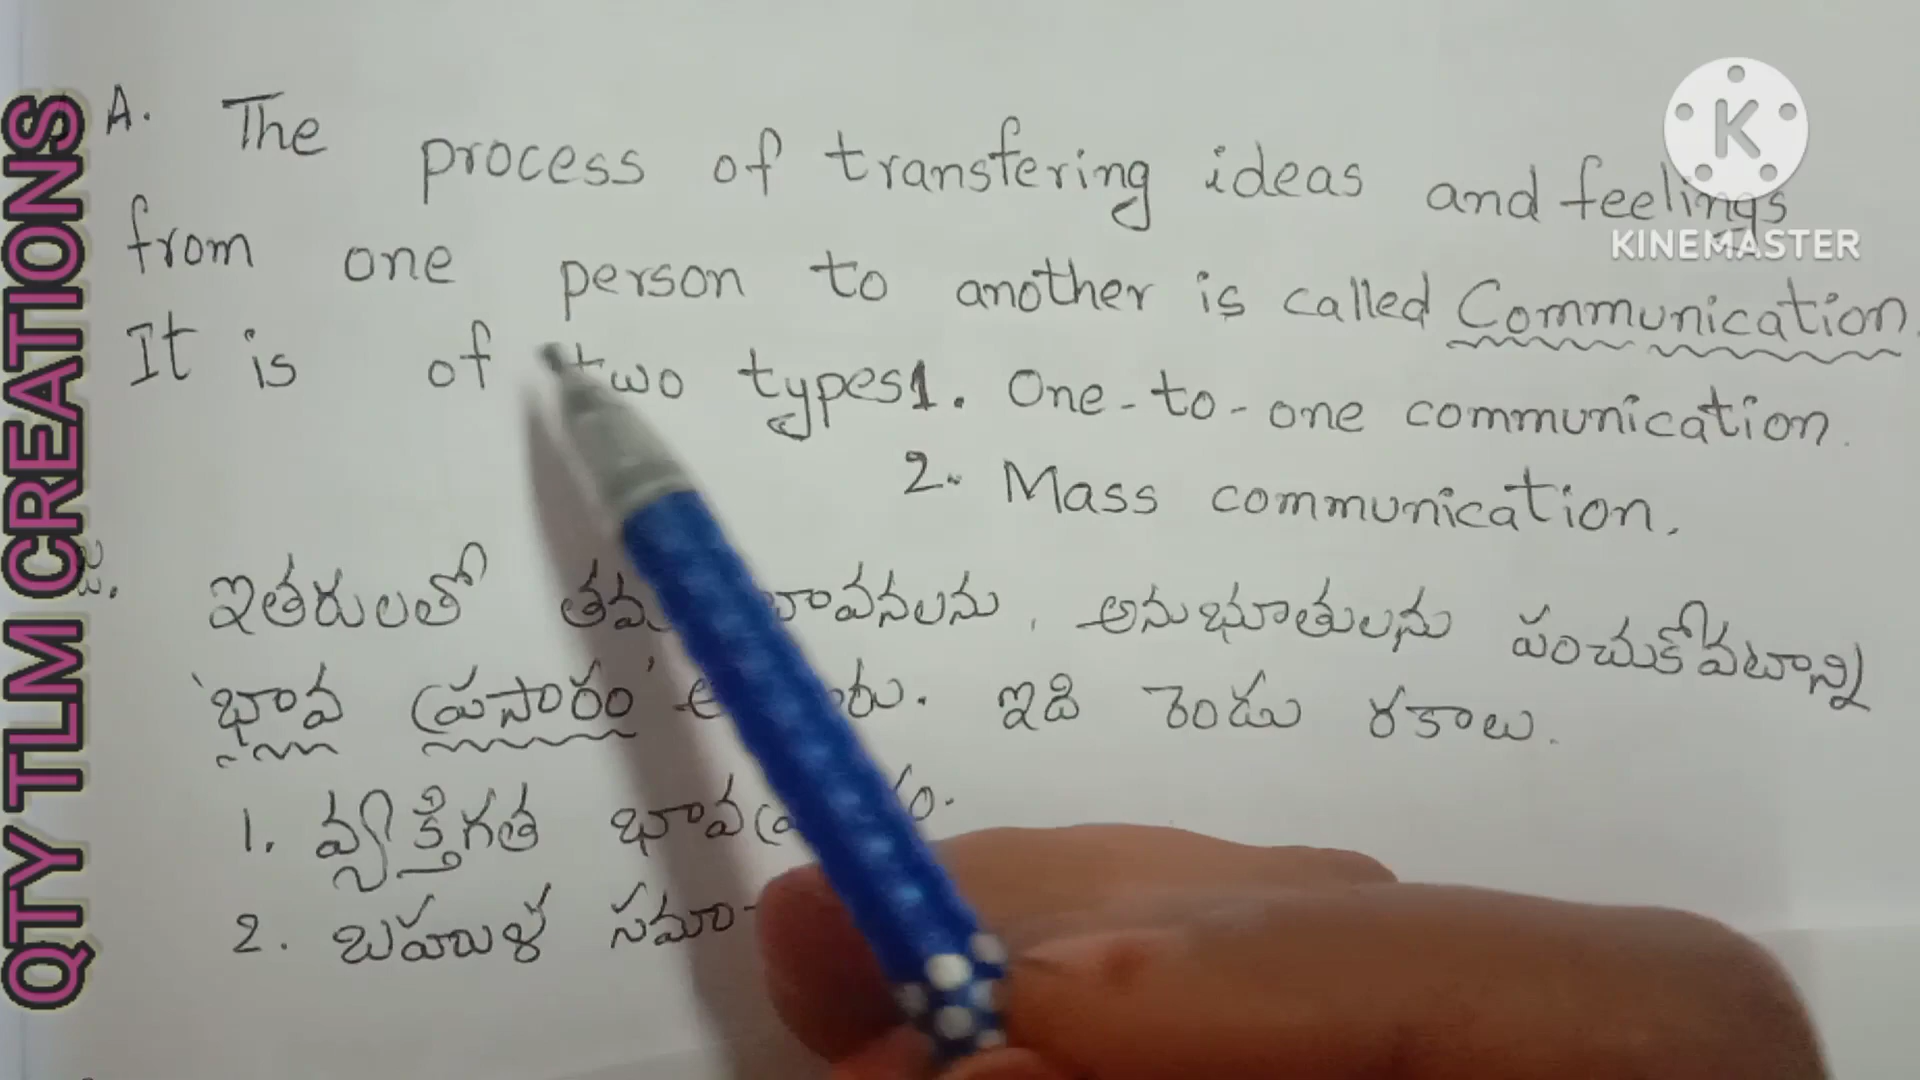 QTY TLM CREATIONS
KINEMASTER
A. The process of transfering ideas and feelings
from one person to another is called Communication.
It is of two types 1. One-to-one communication.
2. Mass communication.
జ. ఇతరులతో తమ భావనలను, అనుభూతులను పంచుకోవటాన్ని
'భావ ప్రసారం' ఇది రెండు రకాలు.
1. వ్యక్తిగత
2. బహుళ